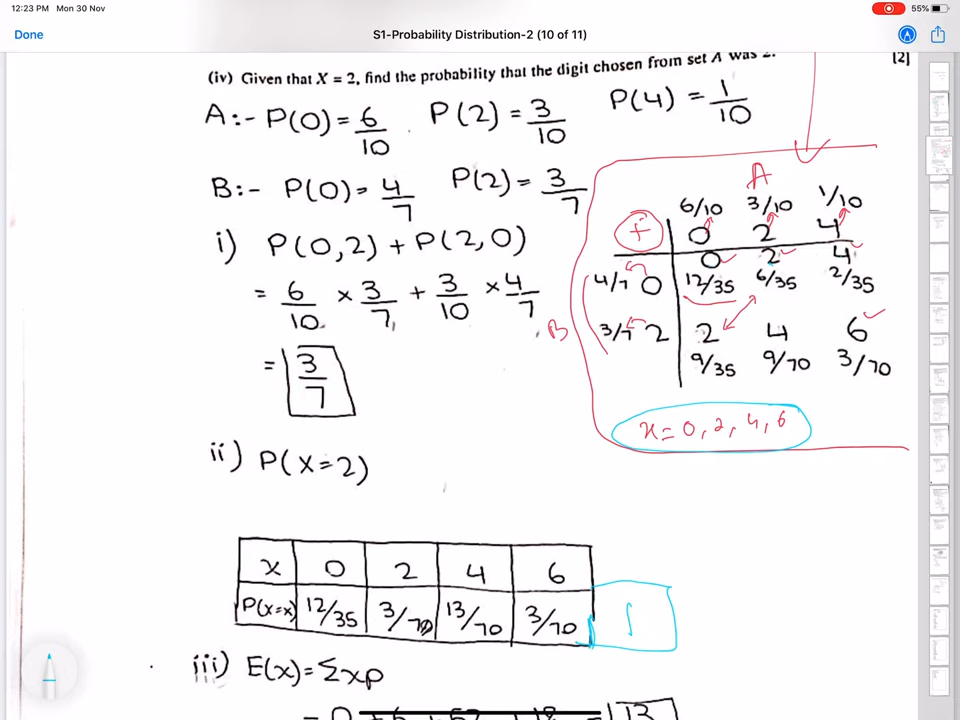 12:23 PM Mon 30 Nov
55%
Done
S1-Probability Distribution-2 (10 of 11)
[2]
(iv) Given that X = 2, find the probability that the digit chosen from set A was 2.
A:- P(0) = 6/10 P(2) = 3/10 P(4) = 1/10
B:- P(0) = 4/7 P(2) = 3/7
A
6/10 3/10 1/10
+ 0 2 4
0 2 4
4/7 0 12/35 6/35 2/35
B 3/7 2 2 4 6
9/35 9/70 3/70
x = 0, 2, 4, 6
i) P(0,2) + P(2,0)
= 6/10 × 3/7 + 3/10 × 4/7
= 3/7
ii) P(X=2)
x 0 2 4 6
P(X=x) 12/35 3/70 13/70 3/70
iii) E(x) = Σxp